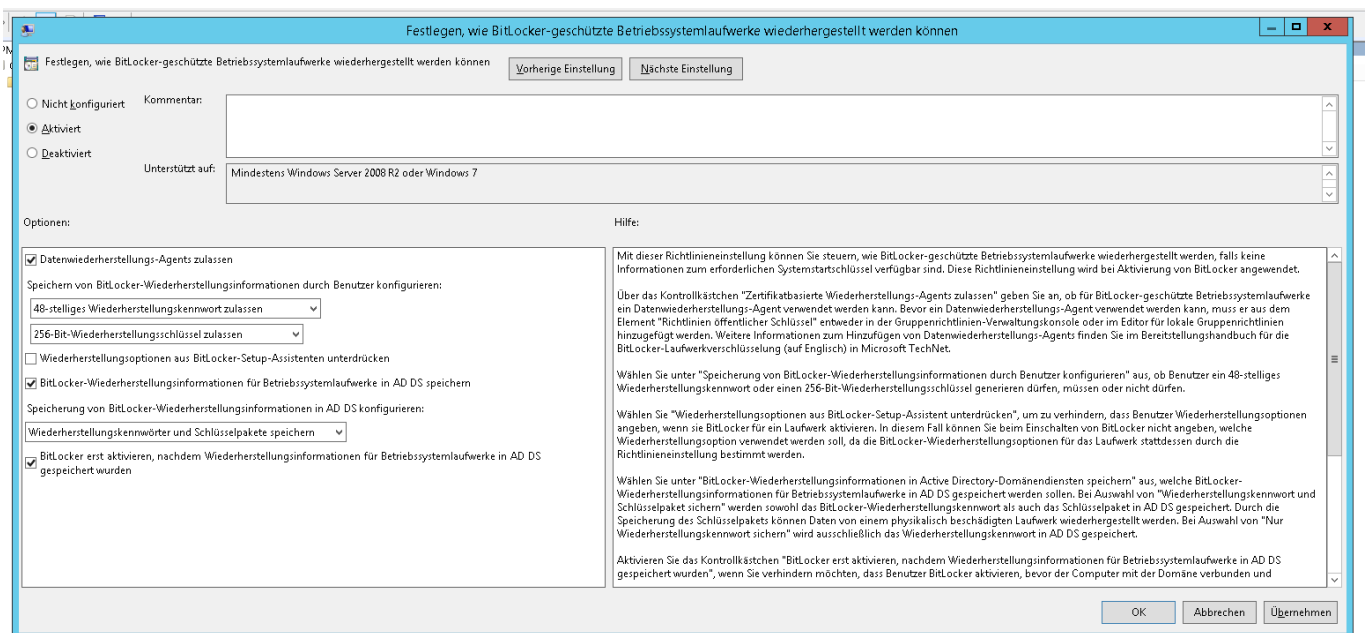 Festlegen, wie BitLocker-geschützte Betriebssystemlaufwerke wiederhergestellt werden können
Festlegen, wie BitLocker-geschützte Betriebssystemlaufwerke wiederhergestellt werden können
Vorherige Einstellung
Nächste Einstellung
Nicht konfiguriert
Aktiviert
Deaktiviert
Kommentar:
Unterstützt auf:
Mindestens Windows Server 2008 R2 oder Windows 7
Optionen:
Hilfe:
Datenwiederherstellungs-Agents zulassen
Speichern von BitLocker-Wiederherstellungsinformationen durch Benutzer konfigurieren:
48-stelliges Wiederherstellungskennwort zulassen
256-Bit-Wiederherstellungsschlüssel zulassen
Wiederherstellungsoptionen aus BitLocker-Setup-Assistenten unterdrücken
BitLocker-Wiederherstellungsinformationen für Betriebssystemlaufwerke in AD DS speichern
Speicherung von BitLocker-Wiederherstellungsinformationen in AD DS konfigurieren:
Wiederherstellungskennwörter und Schlüsselpakete speichern
BitLocker erst aktivieren, nachdem Wiederherstellungsinformationen für Betriebssystemlaufwerke in AD DS
gespeichert wurden
Mit dieser Richtlinieneinstellung können Sie steuern, wie BitLocker-geschützte Betriebssystemlaufwerke wiederhergestellt werden, falls keine
Informationen zum erforderlichen Systemstartschlüssel verfügbar sind. Diese Richtlinieneinstellung wird bei Aktivierung von BitLocker angewendet.
Über das Kontrollkästchen "Zertifikatbasierte Wiederherstellungs-Agents zulassen" geben Sie an, ob für BitLocker-geschützte Betriebssystemlaufwerke
ein Datenwiederherstellungs-Agent verwendet werden kann. Bevor ein Datenwiederherstellungs-Agent verwendet werden kann, muss er aus dem
Element "Richtlinien öffentlicher Schlüssel" entweder in der Gruppenrichtlinien-Verwaltungskonsole oder im Editor für lokale Gruppenrichtlinien
hinzugefügt werden. Weitere Informationen zum Hinzufügen von Datenwiederherstellungs-Agents finden Sie im Bereitstellungshandbuch für die
BitLocker-Laufwerkverschlüsselung (auf Englisch) in Microsoft TechNet.
Wählen Sie unter "Speichern von BitLocker-Wiederherstellungsinformationen durch Benutzer konfigurieren" aus, ob Benutzer ein 48-stelliges
Wiederherstellungskennwort oder einen 256-Bit-Wiederherstellungsschlüssel generieren dürfen, müssen oder nicht dürfen.
Wählen Sie "Wiederherstellungsoptionen aus BitLocker-Setup-Assistent unterdrücken", um zu verhindern, dass Benutzer Wiederherstellungsoptionen
angeben, wenn sie BitLocker für ein Laufwerk aktivieren. In diesem Fall können Sie beim Einschalten von BitLocker nicht angeben, welche
Wiederherstellungsoption verwendet werden soll, da die BitLocker-Wiederherstellungsoptionen für das Laufwerk stattdessen durch die
Richtlinieneinstellung bestimmt werden.
Wählen Sie unter "BitLocker-Wiederherstellungsinformationen in Active Directory-Domänendiensten speichern" aus, welche BitLocker-
Wiederherstellungsinformationen für Betriebssystemlaufwerke in AD DS gespeichert werden sollen. Bei Auswahl von "Wiederherstellungskennwort und
Schlüsselpaket sichern" werden sowohl das BitLocker-Wiederherstellungskennwort als auch das Schlüsselpaket in AD DS gespeichert. Durch die
Speicherung des Schlüsselpakets können Daten von einem physikalisch beschädigten Laufwerk wiederhergestellt werden. Bei Auswahl von "Nur
Wiederherstellungskennwort sichern" wird ausschließlich das Wiederherstellungskennwort in AD DS gespeichert.
Aktivieren Sie das Kontrollkästchen "BitLocker erst aktivieren, nachdem Wiederherstellungsinformationen für Betriebssystemlaufwerke in AD DS
gespeichert wurden", wenn Sie verhindern möchten, dass Benutzer BitLocker aktivieren, bevor der Computer mit der Domäne verbunden und
OK
Abbrechen
Übernehmen